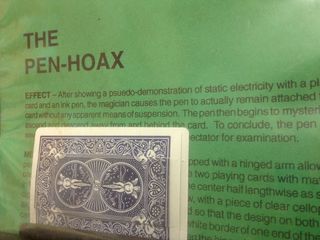 THE
PEN-HOAX
EFFECT - After showing a psuedo-demonstration of static electricity with a pl
card and an ink pen, the magician causes the pen to actually remain attached
card without any apparent means of suspension. The pen then begins to mysteri
and descend away from and behind the card. To conclude, the pen
ectator for examination.
pped with a hinged arm allow
two playing cards with ma
center half lengthwise as s
w, with a piece of clear cellop
d so that the design on both
white border of one end of